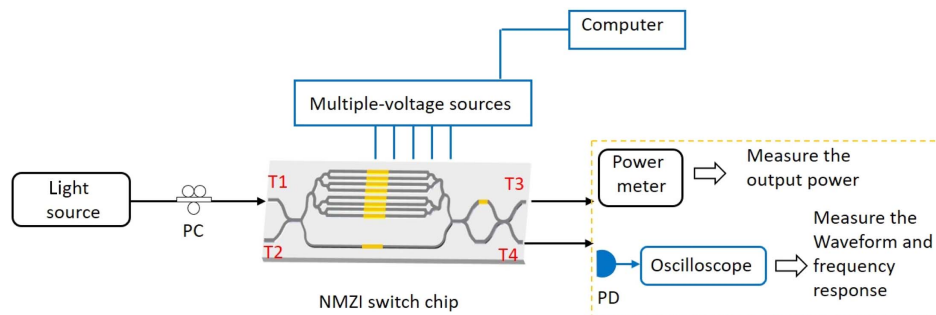 Computer
Multiple-voltage sources
Light
source
PC
T1
T2
T3
T4
NMZI switch chip
Power
meter
Measure the
output power
PD
Oscilloscope
Measure the
Waveform and
frequency
response